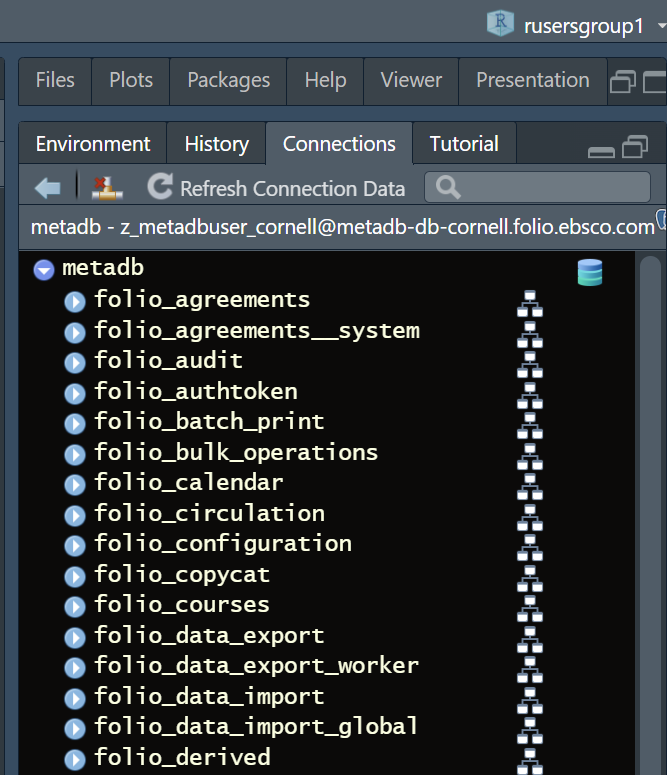 rusersgroup1
Files Plots Packages Help Viewer Presentation
Environment History Connections Tutorial
Refresh Connection Data
metadb - z_metadbuser_cornell@metadb-db-cornell.folio.ebsco.com
metadb
folio_agreements
folio_agreements__system
folio_audit
folio_authtoken
folio_batch_print
folio_bulk_operations
folio_calendar
folio_circulation
folio_configuration
folio_copycat
folio_courses
folio_data_export
folio_data_export_worker
folio_data_import
folio_data_import_global
folio_derived